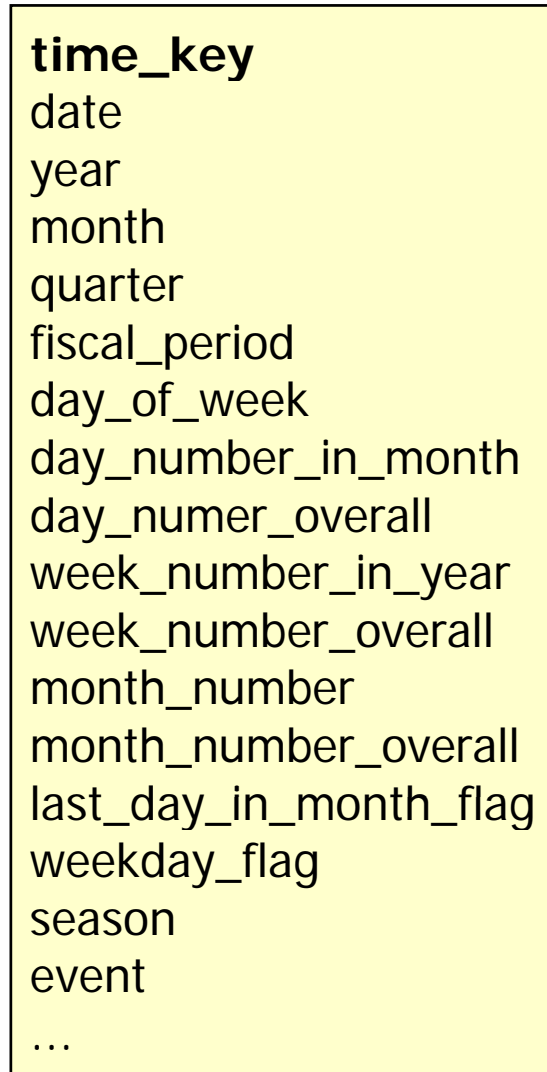 time_key
date
year
month
quarter
fiscal_period
day_of_week
day_number_in_month
day_numer_overall
week_number_in_year
week_number_overall
month_number
month_number_overall
last_day_in_month_flag
weekday_flag
season
event
…